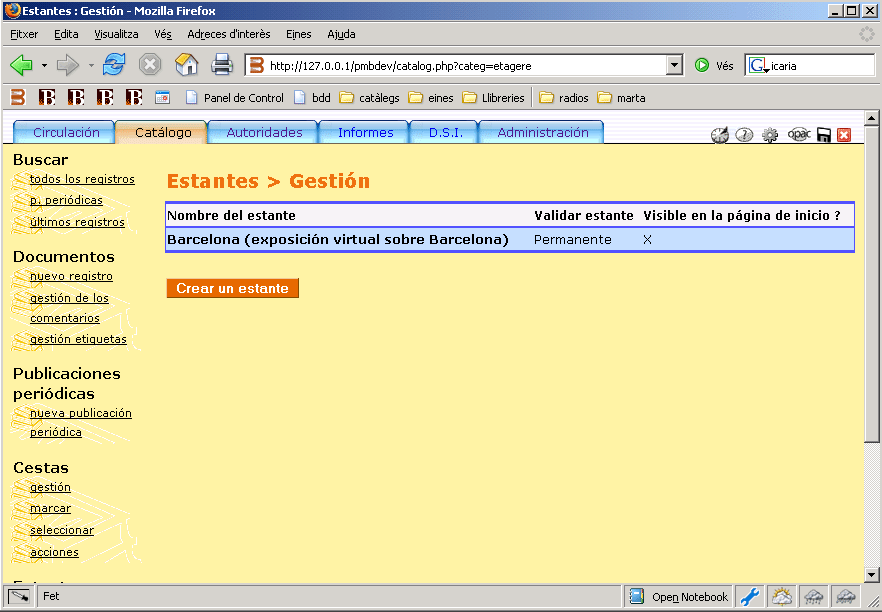 Estantes : Gestión - Mozilla Firefox
Fitxer Edita Visualitza Vés Adreces d'interès Eines Ajuda
http://127.0.0.1/pmbdev/catalog.php?categ=etagere Vés icaria
Panel de Control bdd catàlegs eines Llibreries radios marta
Circulación Catálogo Autoridades Informes D.S.I. Administración opac
Buscar
todos los registros
p. periódicas
últimos registros
Documentos
nuevo registro
gestión de los
comentarios
gestión etiquetas
Publicaciones
periódicas
nueva publicación
periódica
Cestas
gestión
marcar
seleccionar
acciones
Estantes > Gestión
Nombre del estante Validar estante Visible en la página de inicio ?
Barcelona (exposición virtual sobre Barcelona) Permanente X
Crear un estante
Fet Open Notebook